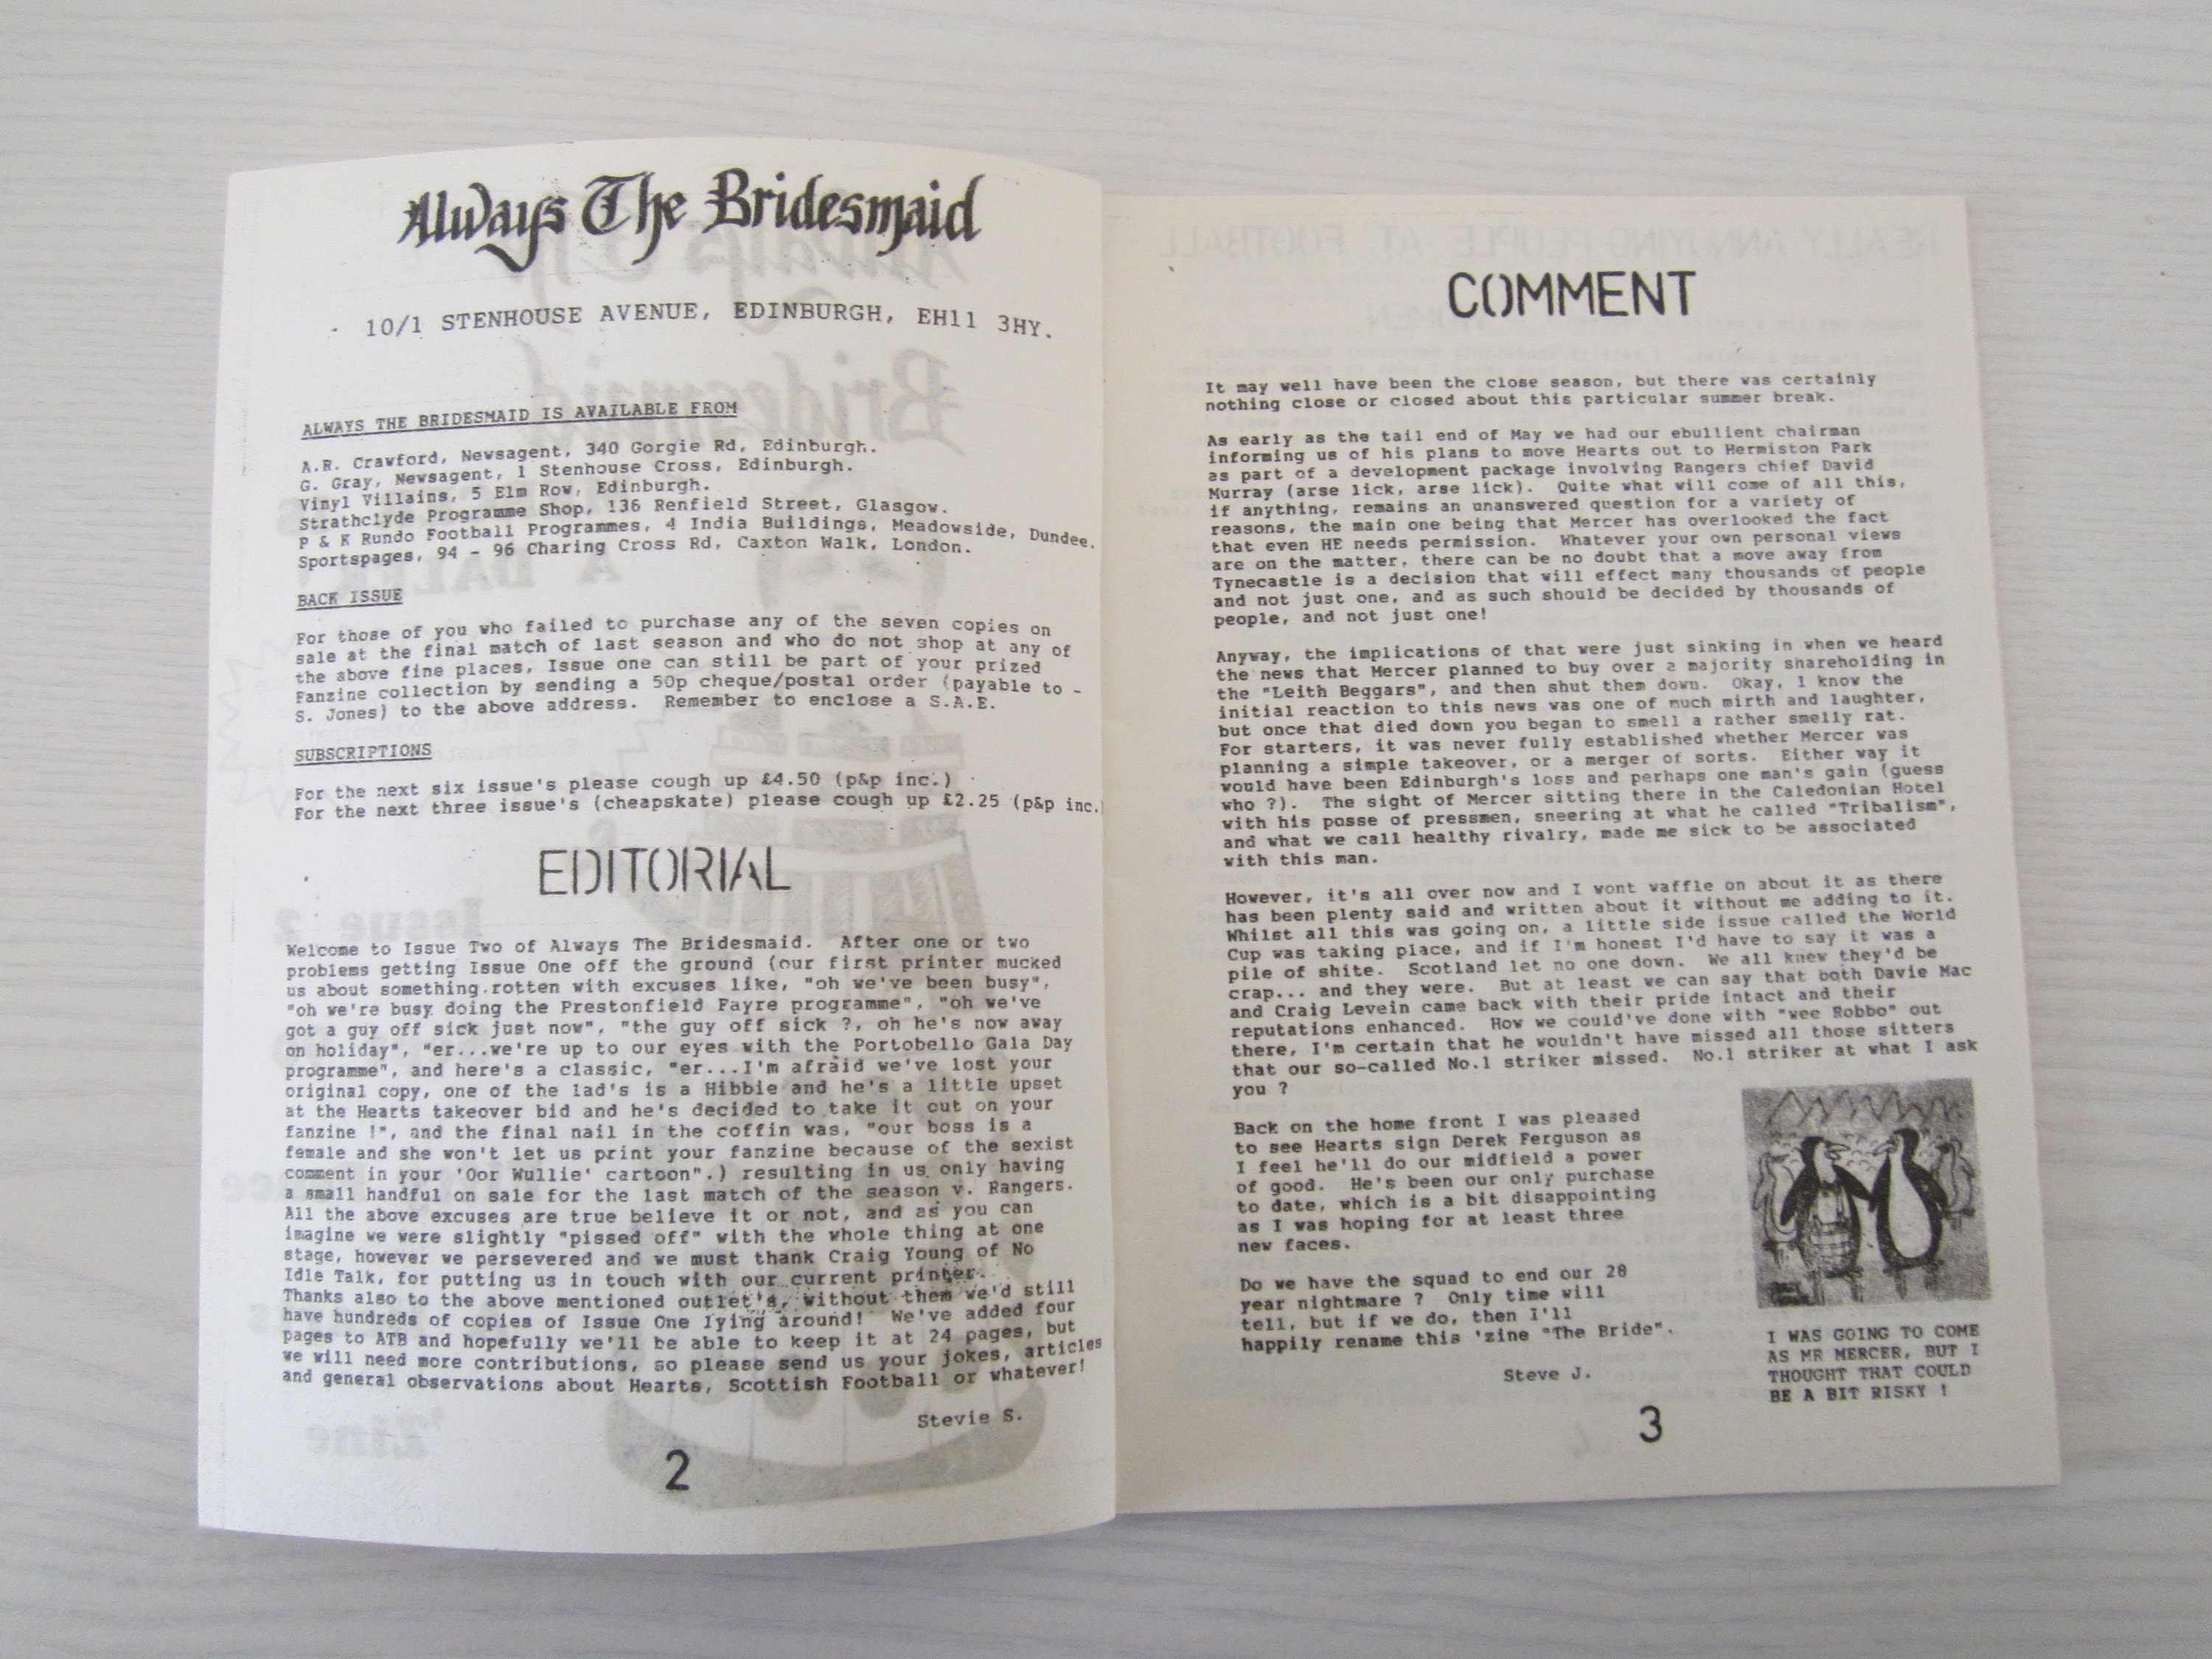 Always The Bridesmaid
10/1 STENHOUSE AVENUE, EDINBURGH, EH11 3HY.
ALWAYS THE BRIDESMAID IS AVAILABLE FROM
A.R. Crawford, Newsagent, 340 Gorgie Rd, Edinburgh.
G. Gray, Newsagent, 1 Stenhouse Cross, Edinburgh.
Vinyl Villains, 5 Elm Row, Edinburgh.
Strathclyde Programme Shop, 136 Renfield Street, Glasgow.
P & K Rundo Football Programmes, 4 India Buildings, Meadowside, Dundee.
Sportspages, 94 - 96 Charing Cross Rd, Caxton Walk, London.
BACK ISSUE
For those of you who failed to purchase any of the seven copies on
sale at the final match of last season and who do not shop at any of
the above fine places, Issue one can still be part of your prized
Fanzine collection by sending a 50p cheque/postal order (payable to -
S. Jones) to the above address. Remember to enclose a S.A.E.
SUBSCRIPTIONS
For the next six issue's please cough up £4.50 (p&p inc.)
For the next three issue's (cheapskate) please cough up £2.25 (p&p inc.)
EDITORIAL
Welcome to Issue Two of Always The Bridesmaid. After one or two
problems getting Issue One off the ground (our first printer mucked
us about something rotten with excuses like, "oh we've been busy",
"oh we're busy doing the Prestonfield Fayre programme", "oh we've
got a guy off sick just now", "the guy off sick ?, oh he's now away
on holiday", "er...we're up to our eyes with the Portobello Gala Day
programme", and here's a classic, "er...I'm afraid we've lost your
original copy, one of the lad's is a Hibbie and he's a little upset
at the Hearts takeover bid and he's decided to take it out on your
fanzine !", and the final nail in the coffin was, "our boss is a
female and she won't let us print your fanzine because of the sexist
comment in your 'Oor Wullie' cartoon".) resulting in us only having
a small handful on sale for the last match of the season v. Rangers.
All the above excuses are true believe it or not, and as you can
imagine we were slightly "pissed off" with the whole thing at one
stage, however we persevered and we must thank Craig Young of No
Idle Talk, for putting us in touch with our current printer.
Thanks also to the above mentioned outlet's, without them we'd still
have hundreds of copies of Issue One lying around! We've added four
pages to ATB and hopefully we'll be able to keep it at 24 pages, but
we will need more contributions, so please send us your jokes, articles
and general observations about Hearts, Scottish Football or whatever!
Stevie S.
2
COMMENT
It may well have been the close season, but there was certainly
nothing close or closed about this particular summer break.
As early as the tail end of May we had our ebullient chairman
informing us of his plans to move Hearts out to Hermiston Park
as part of a development package involving Rangers chief David
Murray (arse lick, arse lick). Quite what will come of all this,
if anything, remains an unanswered question for a variety of
reasons, the main one being that Mercer has overlooked the fact
that even HE needs permission. Whatever your own personal views
are on the matter, there can be no doubt that a move away from
Tynecastle is a decision that will effect many thousands of people
and not just one, and as such should be decided by thousands of
people, and not just one!
Anyway, the implications of that were just sinking in when we heard
the news that Mercer planned to buy over a majority shareholding in
the "Leith Beggars", and then shut them down. Okay, I know the
initial reaction to this news was one of much mirth and laughter,
but once that died down you began to smell a rather smelly rat.
For starters, it was never fully established whether Mercer was
planning a simple takeover, or a merger of sorts. Either way it
would have been Edinburgh's loss and perhaps one man's gain (guess
who ?). The sight of Mercer sitting there in the Caledonian Hotel
with his posse of pressmen, sneering at what he called "Tribalism",
and what we call healthy rivalry, made me sick to be associated
with this man.
However, it's all over now and I wont waffle on about it as there
has been plenty said and written about it without me adding to it.
Whilst all this was going on, a little side issue called the World
Cup was taking place, and if I'm honest I'd have to say it was a
pile of shite. Scotland let no one down. We all knew they'd be
crap... and they were. But at least we can say that both Davie Mac
and Craig Levein came back with their pride intact and their
reputations enhanced. How we could've done with "wee Robbo" out
there, I'm certain that he wouldn't have missed all those sitters
that our so-called No.1 striker missed. No.1 striker at what I ask
you ?
Back on the home front I was pleased
to see Hearts sign Derek Ferguson as
I feel he'll do our midfield a power
of good. He's been our only purchase
to date, which is a bit disappointing
as I was hoping for at least three
new faces.
Do we have the squad to end our 28
year nightmare ? Only time will
tell, but if we do, then I'll
happily rename this 'zine "The Bride".
Steve J.
I WAS GOING TO COME
AS MR MERCER, BUT I
THOUGHT THAT COULD
BE A BIT RISKY !
3